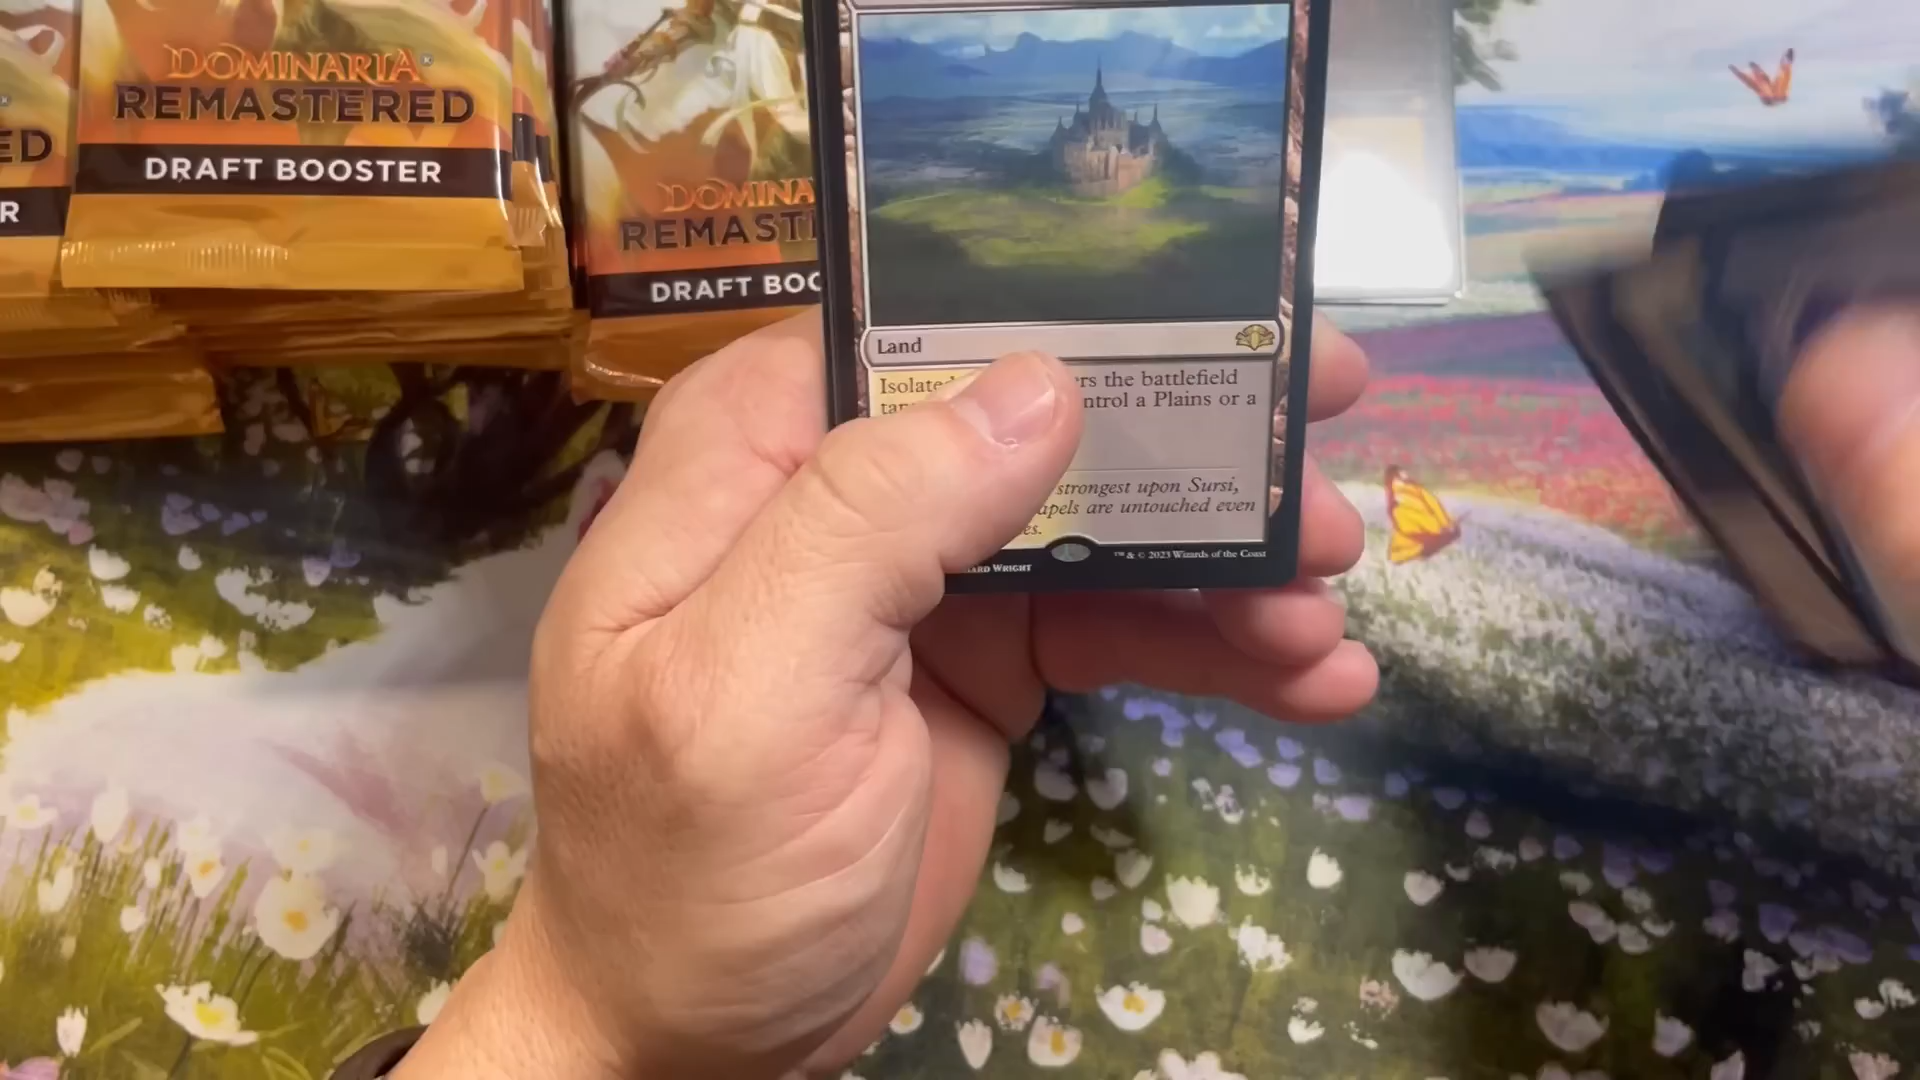 DOMINARIA
REMASTERED
DRAFT BOOSTER
ED
R
DOMINA
REMAST
DRAFT BOO
Land
Isolated
rs the battlefield
ntrol a Plains or a
strongest upon Sursi,
apels are untouched even
es.
ARD WRIGHT
™ & © 2023 Wizards of the Coast